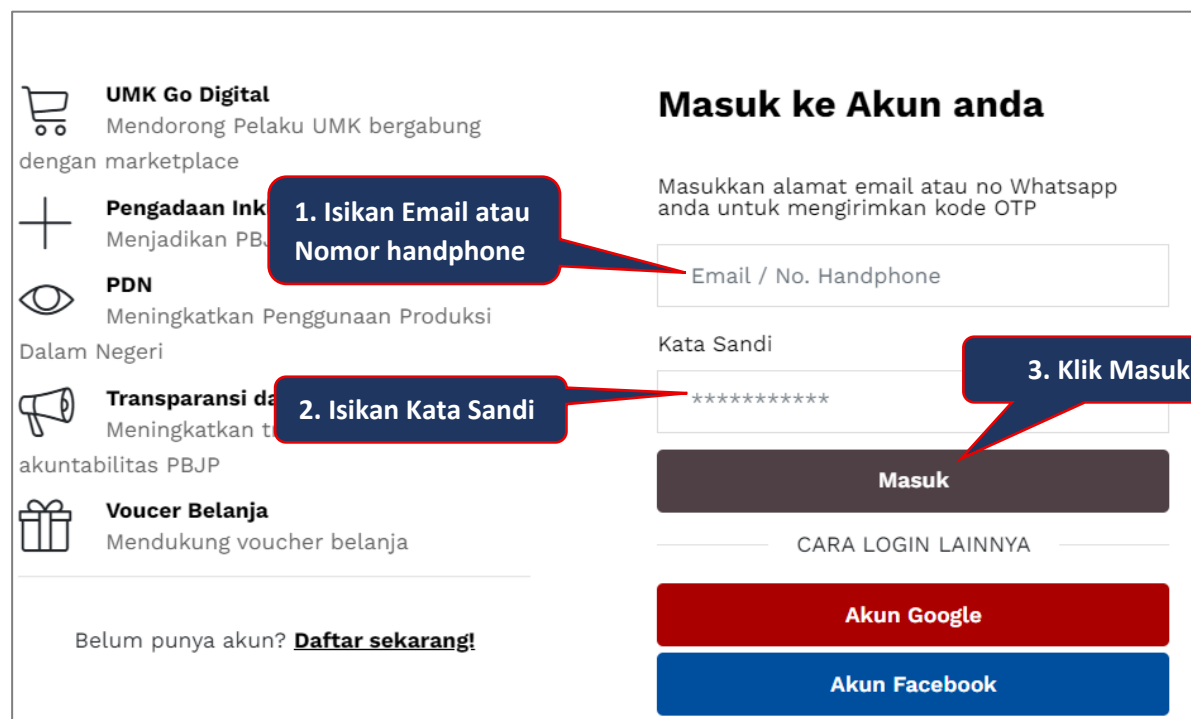 UMK Go Digital
Mendorong Pelaku UMK bergabung
dengan marketplace
Pengadaan Ink
Menjadikan PBJ
PDN
Meningkatkan Penggunaan Produksi
Dalam Negeri
Transparansi da
Meningkatkan t
akuntabilitas PBJP
Voucer Belanja
Mendukung voucher belanja
Belum punya akun? Daftar sekarang!
1. Isikan Email atau
Nomor handphone
2. Isikan Kata Sandi
Masuk ke Akun anda
Masukkan alamat email atau no Whatsapp
anda untuk mengirimkan kode OTP
Email / No. Handphone
Kata Sandi
3. Klik Masuk
***********
Masuk
CARA LOGIN LAINNYA
Akun Google
Akun Facebook